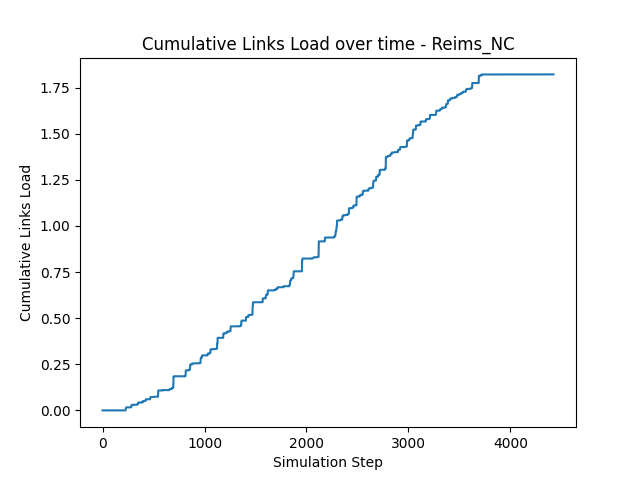 Cumulative Links Load over time - Reims_NC
Cumulative Links Load
1.75
1.50
1.25
1.00
0.75
0.50
0.25
0.00
0 1000 2000 3000 4000
Simulation Step